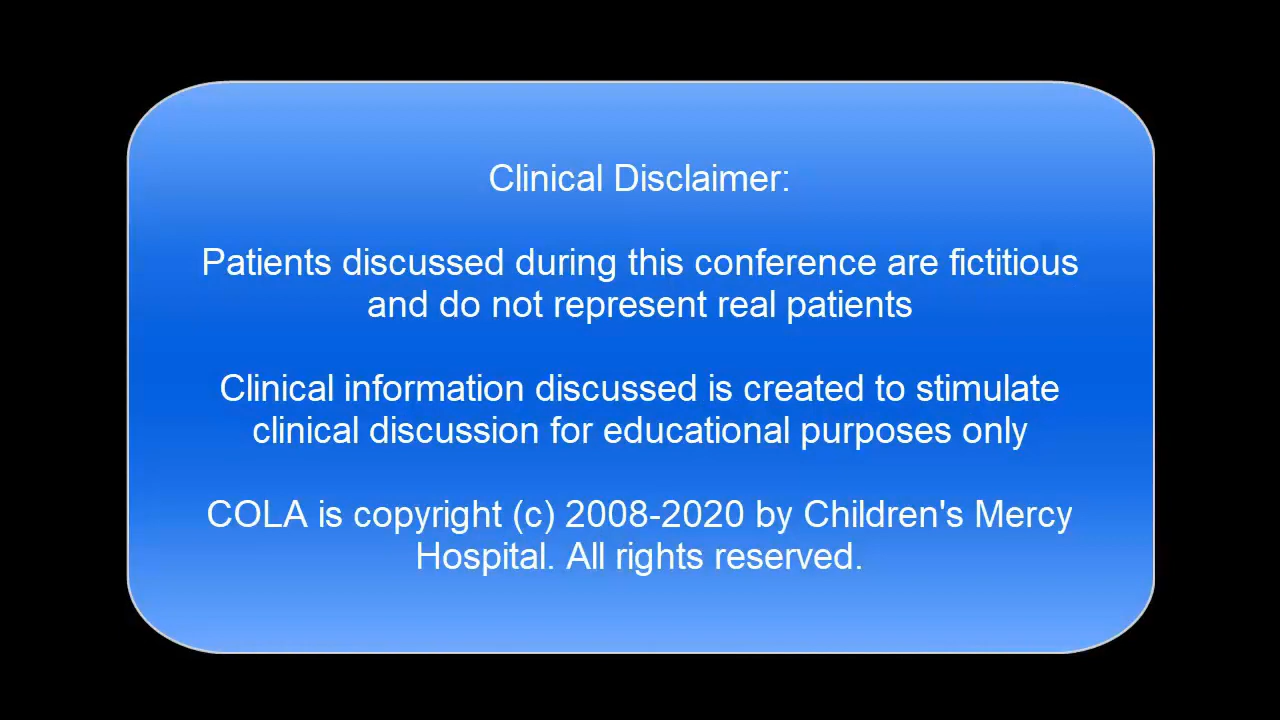 Clinical Disclaimer:
Patients discussed during this conference are fictitious
and do not represent real patients
Clinical information discussed is created to stimulate
clinical discussion for educational purposes only
COLA is copyright (c) 2008-2020 by Children's Mercy
Hospital. All rights reserved.